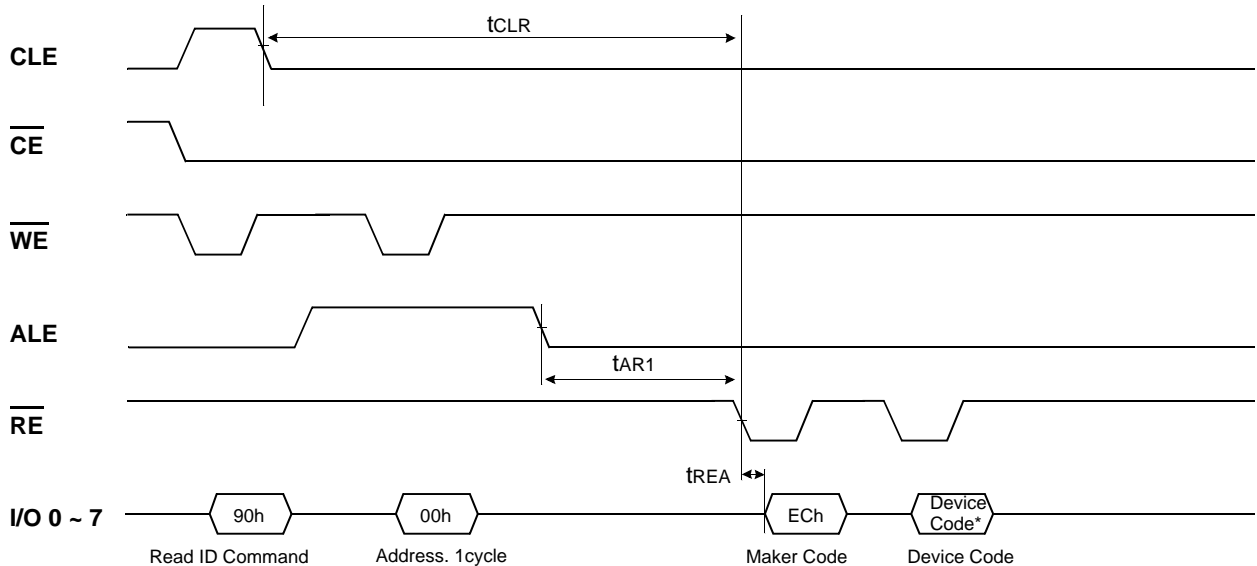 tCLR
CLE
CE
WE
ALE
tAR1
RE
tREA
I/O 0 ~ 7
90h
00h
ECh
Device
Code*
Read ID Command
Address. 1cycle
Maker Code
Device Code